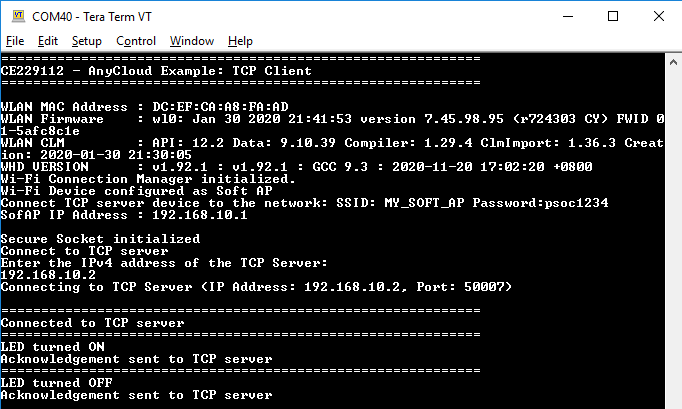 COM40 - Tera Term VT
File Edit Setup Control Window Help
============================================================
CE229112 - AnyCloud Example: TCP Client
============================================================
WLAN MAC Address : DC:EF:CA:A8:FA:AD
WLAN Firmware    : wl0: Jan 30 2020 21:41:53 version 7.45.98.95 (r724303 CY) FWID 0
1-5afc8c1e
WLAN CLM         : API: 12.2 Data: 9.10.39 Compiler: 1.29.4 ClmImport: 1.36.3 Creat
ion: 2020-01-30 21:30:05
WHD VERSION      : v1.92.1 : v1.92.1 : GCC 9.3 : 2020-11-20 17:02:20 +0800
Wi-Fi Connection Manager initialized.
Wi-Fi Device configured as Soft AP
Connect TCP server device to the network: SSID: MY_SOFT_AP Password:psoc1234
SofAP IP Address : 192.168.10.1
Secure Socket initialized
Connect to TCP server
Enter the IPv4 address of the TCP Server:
192.168.10.2
Connecting to TCP Server (IP Address: 192.168.10.2, Port: 50007)
============================================================
Connected to TCP server
============================================================
LED turned ON
Acknowledgement sent to TCP server
============================================================
LED turned OFF
Acknowledgement sent to TCP server